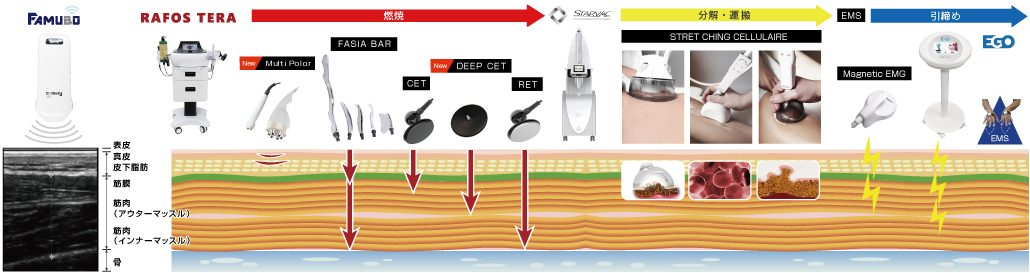 FAMUBO
RAFOS TERA
燃焼
STARVAC
分解・運搬
EMS
引締め
EGO
FASIA BAR
STRET CHING CELLULAIRE
New Multi Polor
New DEEP CET
CET
RET
Magnetic EMG
EMS
表皮
真皮
皮下脂肪
筋膜
筋肉
（アウターマッスル）
筋肉
（インナーマッスル）
骨